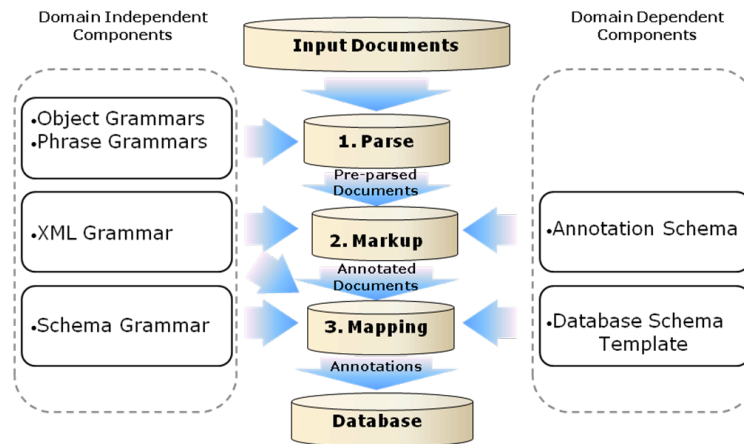 Domain Independent
Components
Input Documents
Domain Dependent
Components
•Object Grammars
•Phrase Grammars
1. Parse
Pre-parsed
Documents
•XML Grammar
2. Markup
•Annotation Schema
Annotated
Documents
•Schema Grammar
3. Mapping
•Database Schema
Template
Annotations
Database